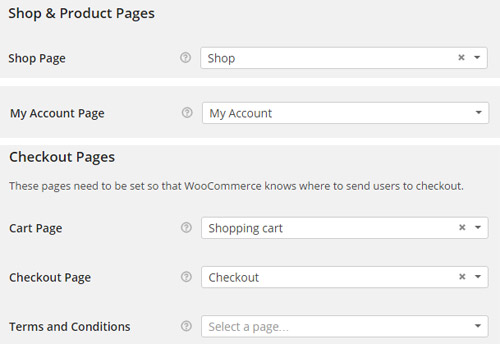 Shop & Product Pages
Shop Page Shop
My Account Page My Account
Checkout Pages
These pages need to be set so that WooCommerce knows where to send users to checkout.
Cart Page Shopping cart
Checkout Page Checkout
Terms and Conditions Select a page...